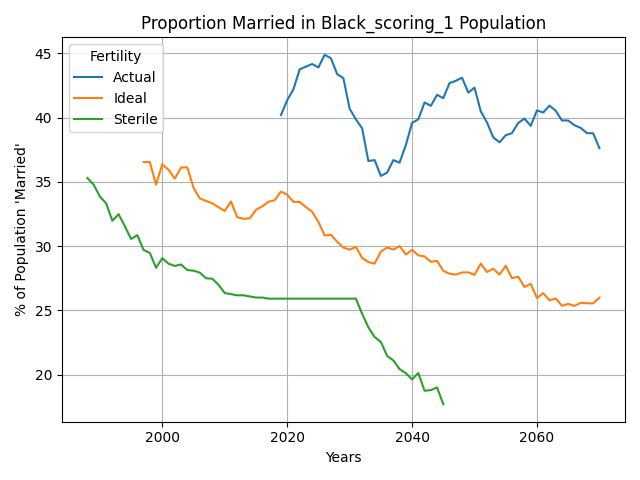 Proportion Married in Black_scoring_1 Population
% of Population 'Married'
45
40
35
30
25
20
Fertility
Actual
Ideal
Sterile
2000
2020
2040
2060
Years